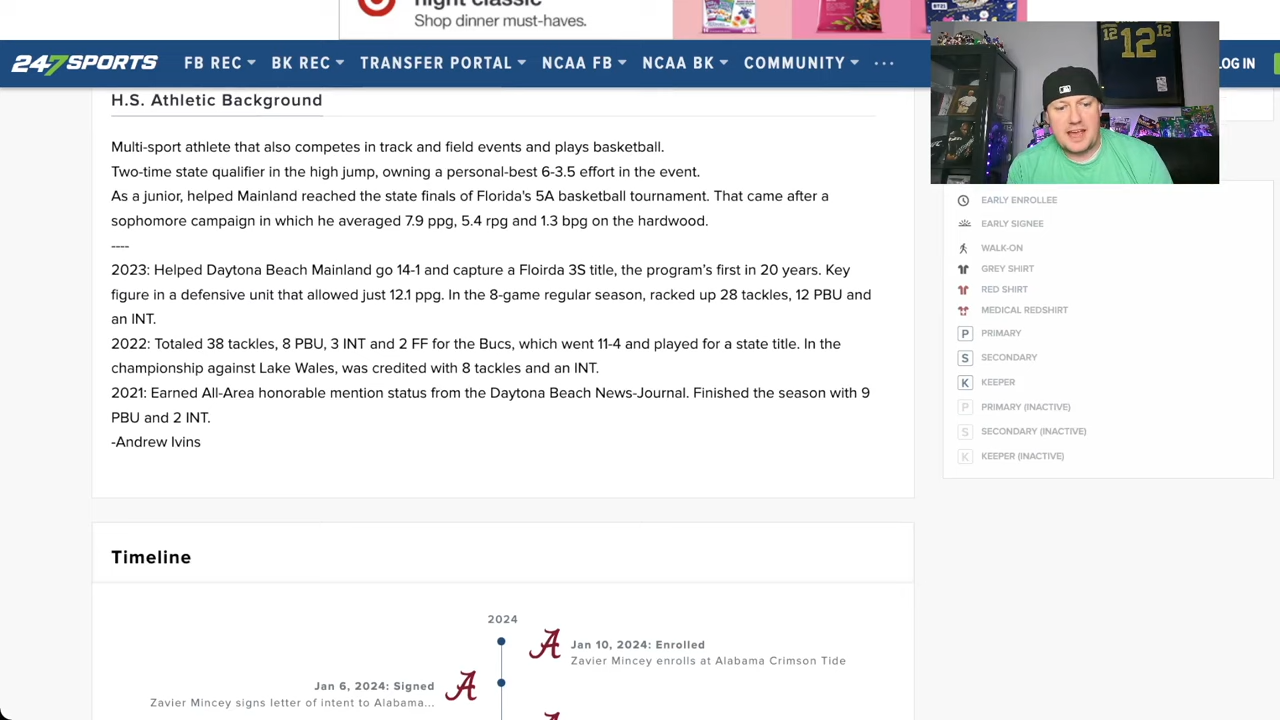 night classic
Shop dinner must-haves.
247SPORTS FB REC BK REC TRANSFER PORTAL NCAA FB NCAA BK COMMUNITY ... LOG IN
12 12
12
H.S. Athletic Background
Multi-sport athlete that also competes in track and field events and plays basketball.
Two-time state qualifier in the high jump, owning a personal-best 6-3.5 effort in the event.
As a junior, helped Mainland reached the state finals of Florida's 5A basketball tournament. That came after a
sophomore campaign in which he averaged 7.9 ppg, 5.4 rpg and 1.3 bpg on the hardwood.
----
2023: Helped Daytona Beach Mainland go 14-1 and capture a Floirda 3S title, the program's first in 20 years. Key
figure in a defensive unit that allowed just 12.1 ppg. In the 8-game regular season, racked up 28 tackles, 12 PBU and
an INT.
2022: Totaled 38 tackles, 8 PBU, 3 INT and 2 FF for the Bucs, which went 11-4 and played for a state title. In the
championship against Lake Wales, was credited with 8 tackles and an INT.
2021: Earned All-Area honorable mention status from the Daytona Beach News-Journal. Finished the season with 9
PBU and 2 INT.
-Andrew Ivins
EARLY ENROLLEE
EARLY SIGNEE
WALK-ON
GREY SHIRT
RED SHIRT
MEDICAL REDSHIRT
P PRIMARY
S SECONDARY
K KEEPER
P PRIMARY (INACTIVE)
S SECONDARY (INACTIVE)
K KEEPER (INACTIVE)
Timeline
2024
A Jan 10, 2024: Enrolled
Zavier Mincey enrolls at Alabama Crimson Tide
Jan 6, 2024: Signed A
Zavier Mincey signs letter of intent to Alabama...